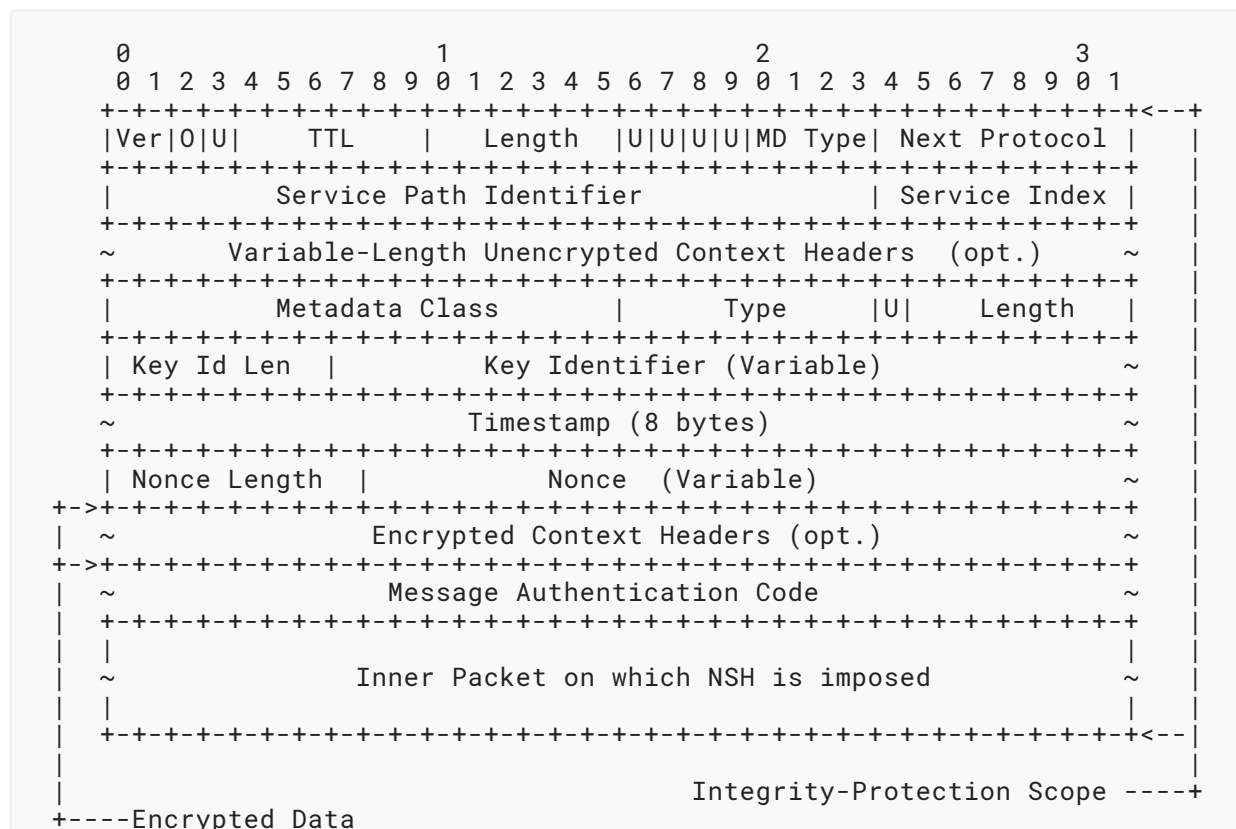 0                   1                   2                   3
 0 1 2 3 4 5 6 7 8 9 0 1 2 3 4 5 6 7 8 9 0 1 2 3 4 5 6 7 8 9 0 1
+-+-+-+-+-+-+-+-+-+-+-+-+-+-+-+-+-+-+-+-+-+-+-+-+-+-+-+-+-+-+-+-+<--+
|Ver|O|U|    TTL    |   Length  |U|U|U|U|MD Type| Next Protocol |   |
+-+-+-+-+-+-+-+-+-+-+-+-+-+-+-+-+-+-+-+-+-+-+-+-+-+-+-+-+-+-+-+-+   |
|          Service Path Identifier              | Service Index |   |
+-+-+-+-+-+-+-+-+-+-+-+-+-+-+-+-+-+-+-+-+-+-+-+-+-+-+-+-+-+-+-+-+   |
~       Variable-Length Unencrypted Context Headers  (opt.)     ~   |
+-+-+-+-+-+-+-+-+-+-+-+-+-+-+-+-+-+-+-+-+-+-+-+-+-+-+-+-+-+-+-+-+   |
|          Metadata Class       |      Type     |U|    Length   |   |
+-+-+-+-+-+-+-+-+-+-+-+-+-+-+-+-+-+-+-+-+-+-+-+-+-+-+-+-+-+-+-+-+   |
| Key Id Len  |         Key Identifier (Variable)               ~   |
+-+-+-+-+-+-+-+-+-+-+-+-+-+-+-+-+-+-+-+-+-+-+-+-+-+-+-+-+-+-+-+-+   |
~                      Timestamp (8 bytes)                      ~   |
+-+-+-+-+-+-+-+-+-+-+-+-+-+-+-+-+-+-+-+-+-+-+-+-+-+-+-+-+-+-+-+-+   |
| Nonce Length  |           Nonce  (Variable)                   ~   |
+->+-+-+-+-+-+-+-+-+-+-+-+-+-+-+-+-+-+-+-+-+-+-+-+-+-+-+-+-+-+-+-+-+   |
|  ~                Encrypted Context Headers (opt.)               ~   |
+->+-+-+-+-+-+-+-+-+-+-+-+-+-+-+-+-+-+-+-+-+-+-+-+-+-+-+-+-+-+-+-+-+   |
|  ~                 Message Authentication Code                   ~   |
|  +-+-+-+-+-+-+-+-+-+-+-+-+-+-+-+-+-+-+-+-+-+-+-+-+-+-+-+-+-+-+-+-+   |
|  |                                                               |   |
|  ~               Inner Packet on which NSH is imposed            ~   |
|  |                                                               |   |
|  +-+-+-+-+-+-+-+-+-+-+-+-+-+-+-+-+-+-+-+-+-+-+-+-+-+-+-+-+-+-+-+-+<--|
|                                                                      |
|                                       Integrity-Protection Scope ----+
+----Encrypted Data